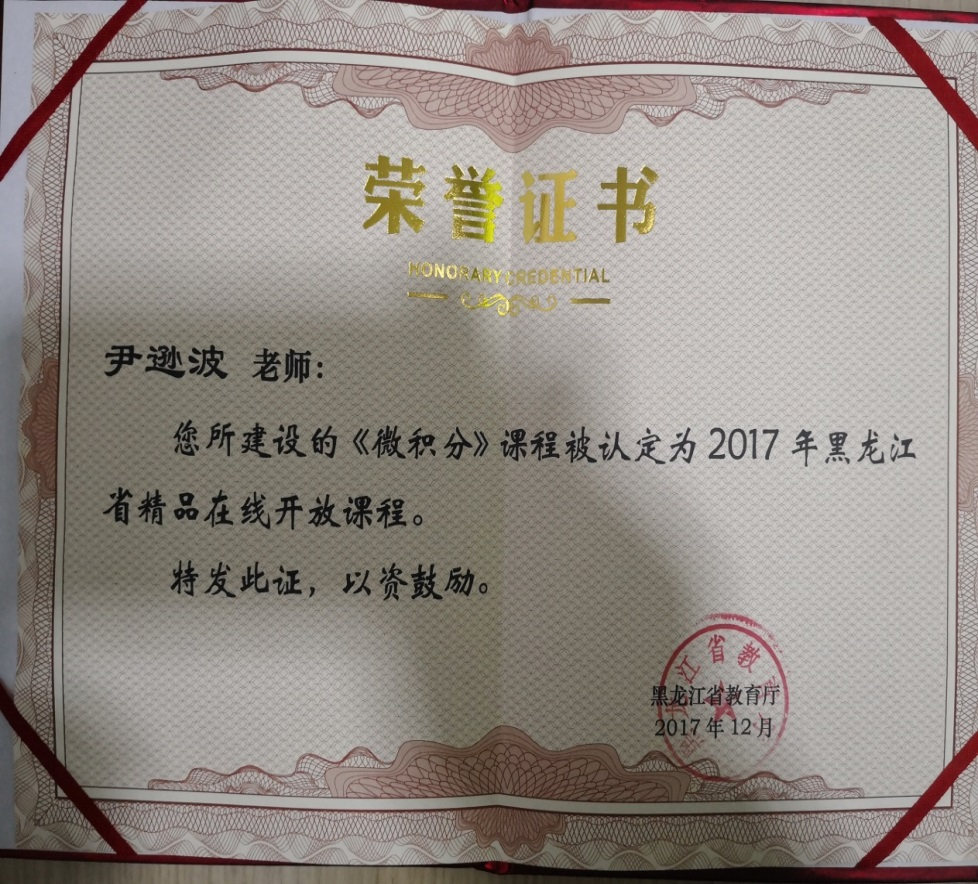 荣誉证书
HONORARY CREDENTIAL
尹逊波 老师：
您所建设的《微积分》课程被认定为2017年黑龙江
省精品在线开放课程。
特发此证，以资鼓励。
江省教
黑龙江省教育厅
2017年12月